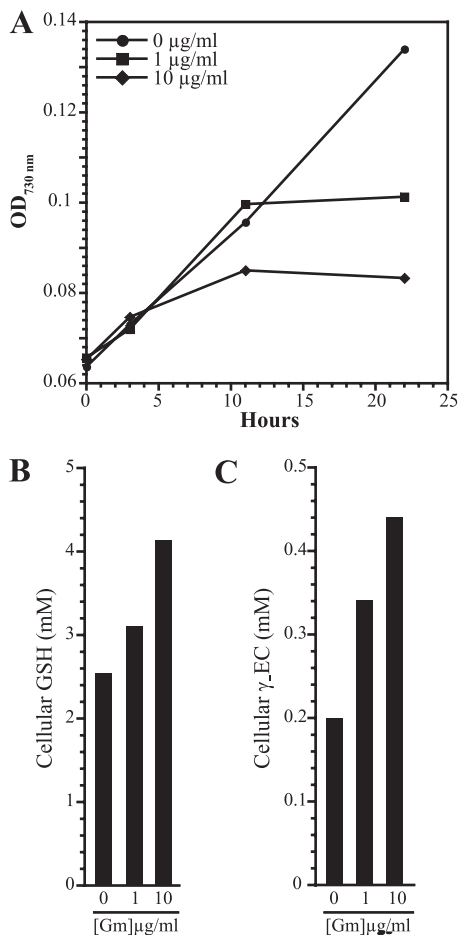 A
0 µg/ml
1 µg/ml
10 µg/ml
0.14
0.12
0.1
0.08
0.06
OD730 nm
0 5 10 15 20 25
Hours
B
5
4
3
2
1
0
Cellular GSH (mM)
0 1 10
[Gm]µg/ml
C
0.5
0.4
0.3
0.2
0.1
0
Cellular γ-EC (mM)
0 1 10
[Gm]µg/ml